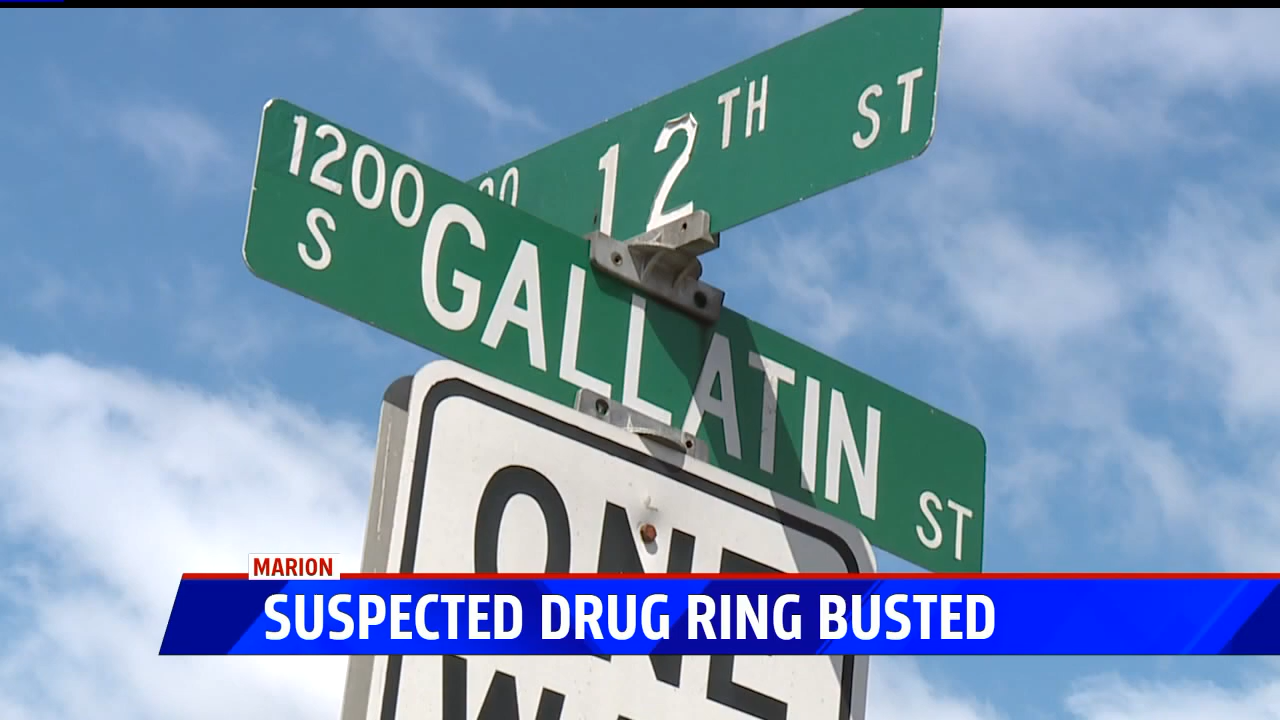 12TH ST
1200
S GALLATIN ST
ONE
MARION
SUSPECTED DRUG RING BUSTED